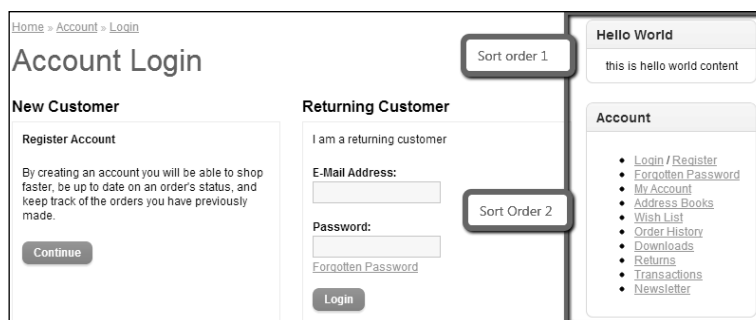 Home » Account » Login
Account Login
New Customer
Register Account
By creating an account you will be able to shop
faster, be up to date on an order's status, and
keep track of the orders you have previously
made.
Continue
Returning Customer
I am a returning customer
E-Mail Address:
Password:
Forgotten Password
Login
Sort order 1
Sort Order 2
Hello World
this is hello world content
Account
Login / Register
Forgotten Password
My Account
Address Books
Wish List
Order History
Downloads
Returns
Transactions
Newsletter